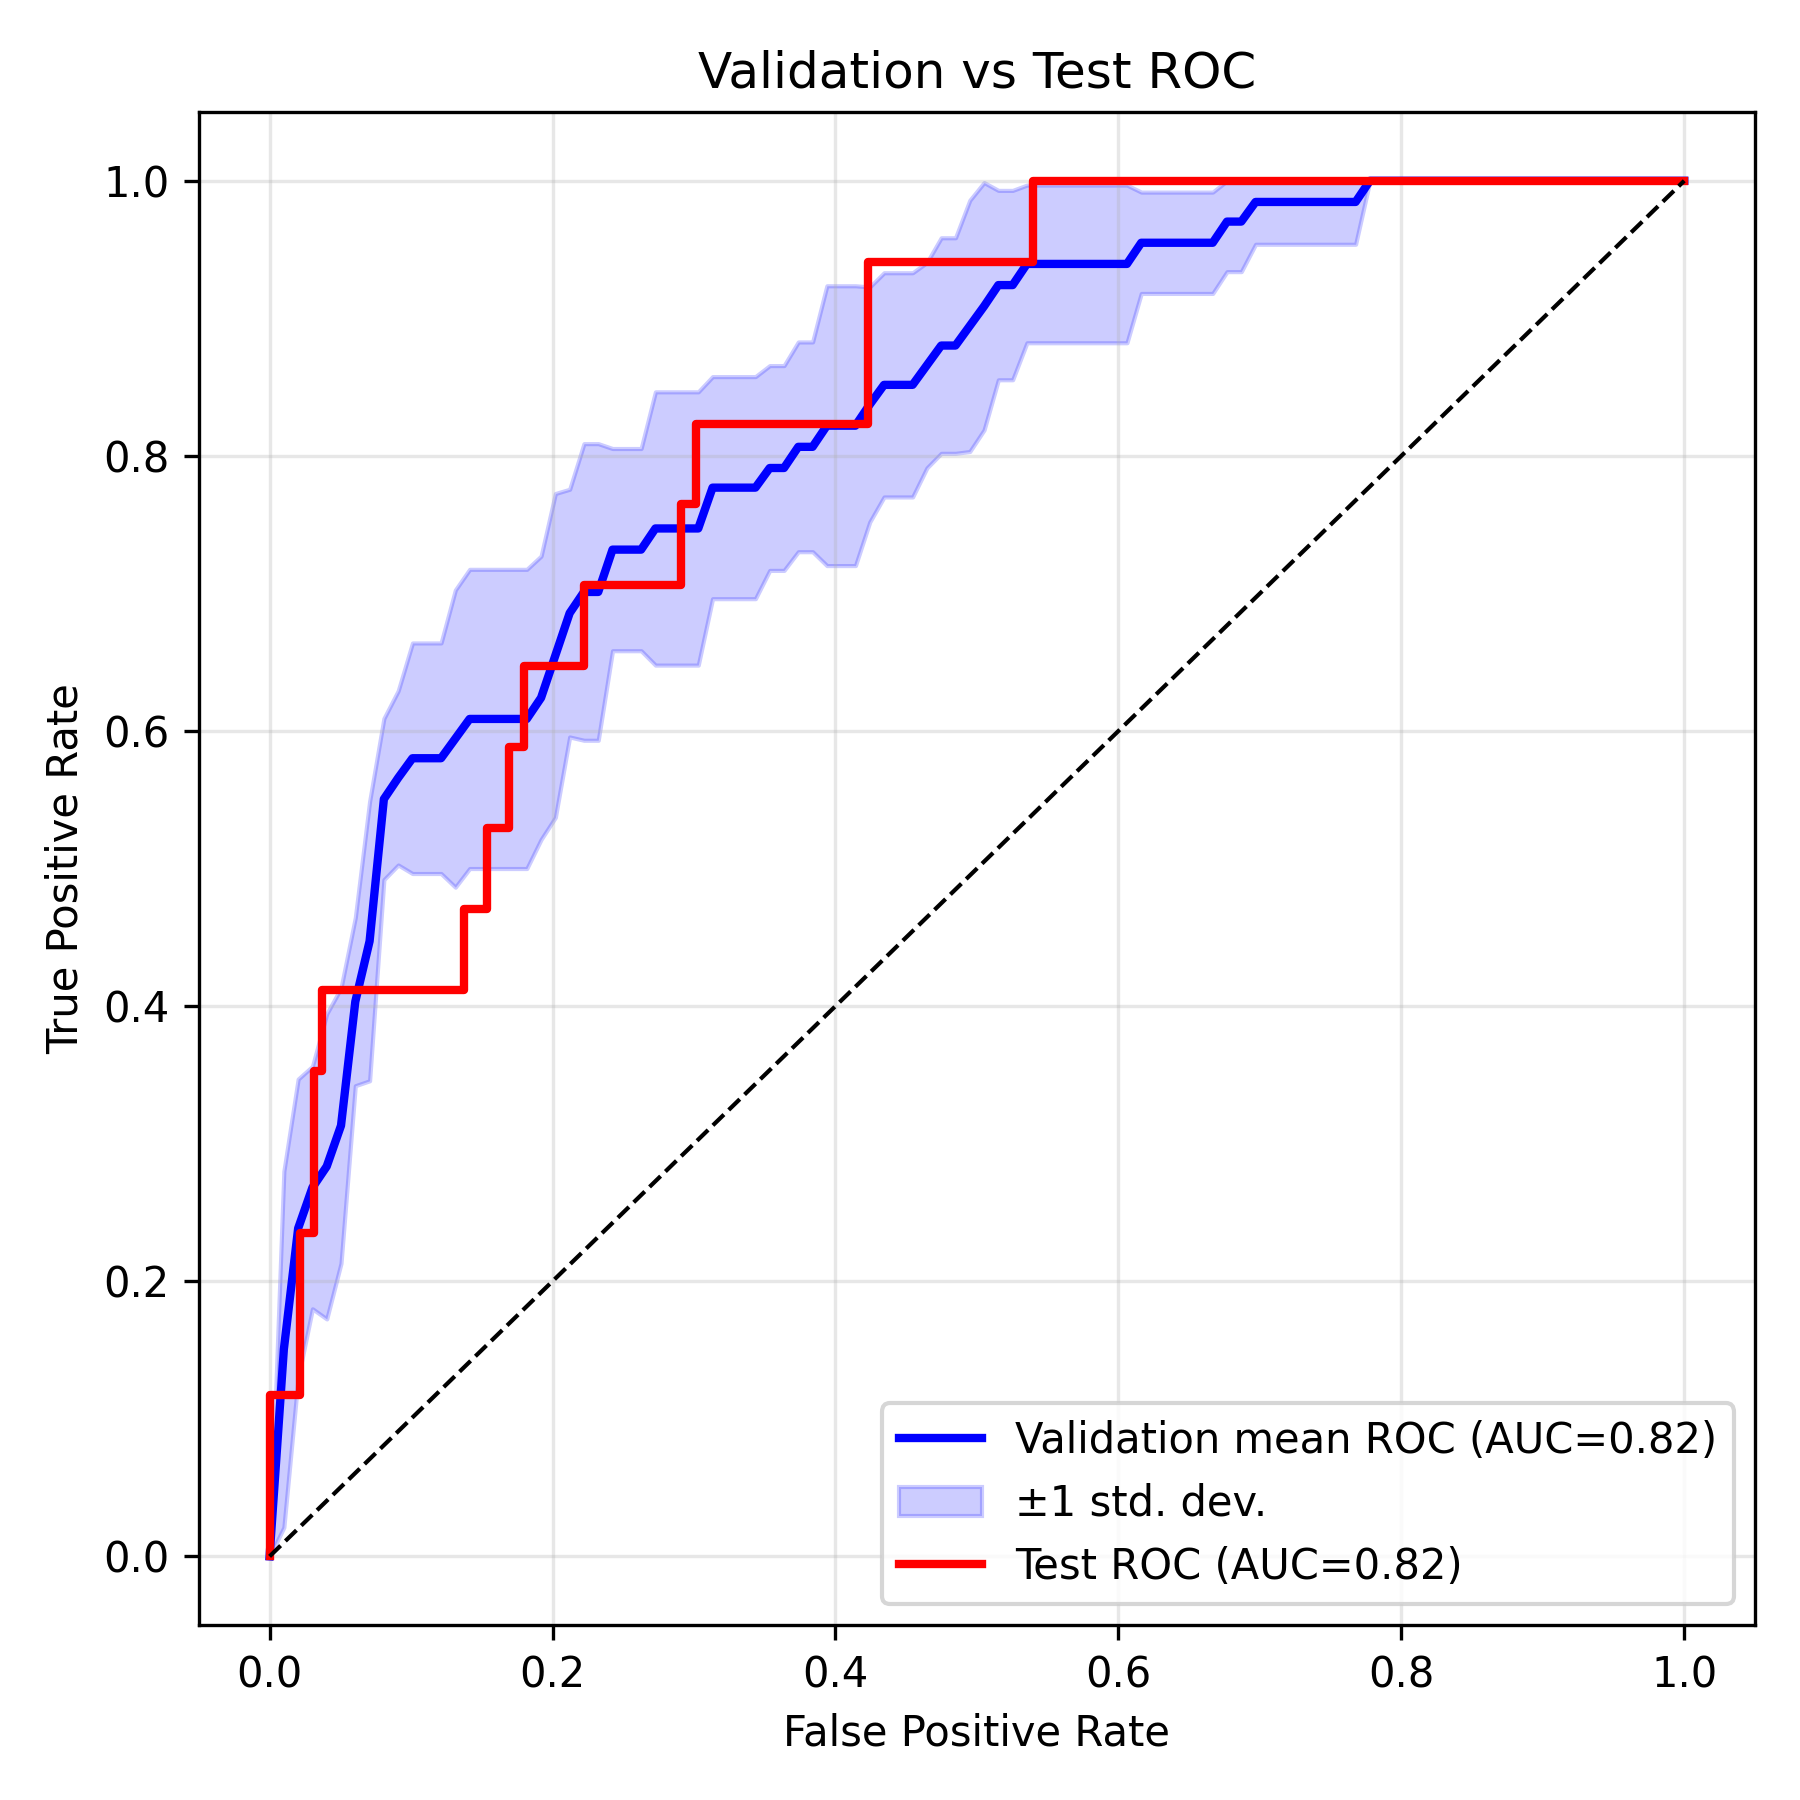 Validation vs Test ROC
1.0
0.8
0.6
0.4
0.2
0.0
True Positive Rate
0.0 0.2 0.4 0.6 0.8 1.0
False Positive Rate
Validation mean ROC (AUC=0.82)
±1 std. dev.
Test ROC (AUC=0.82)